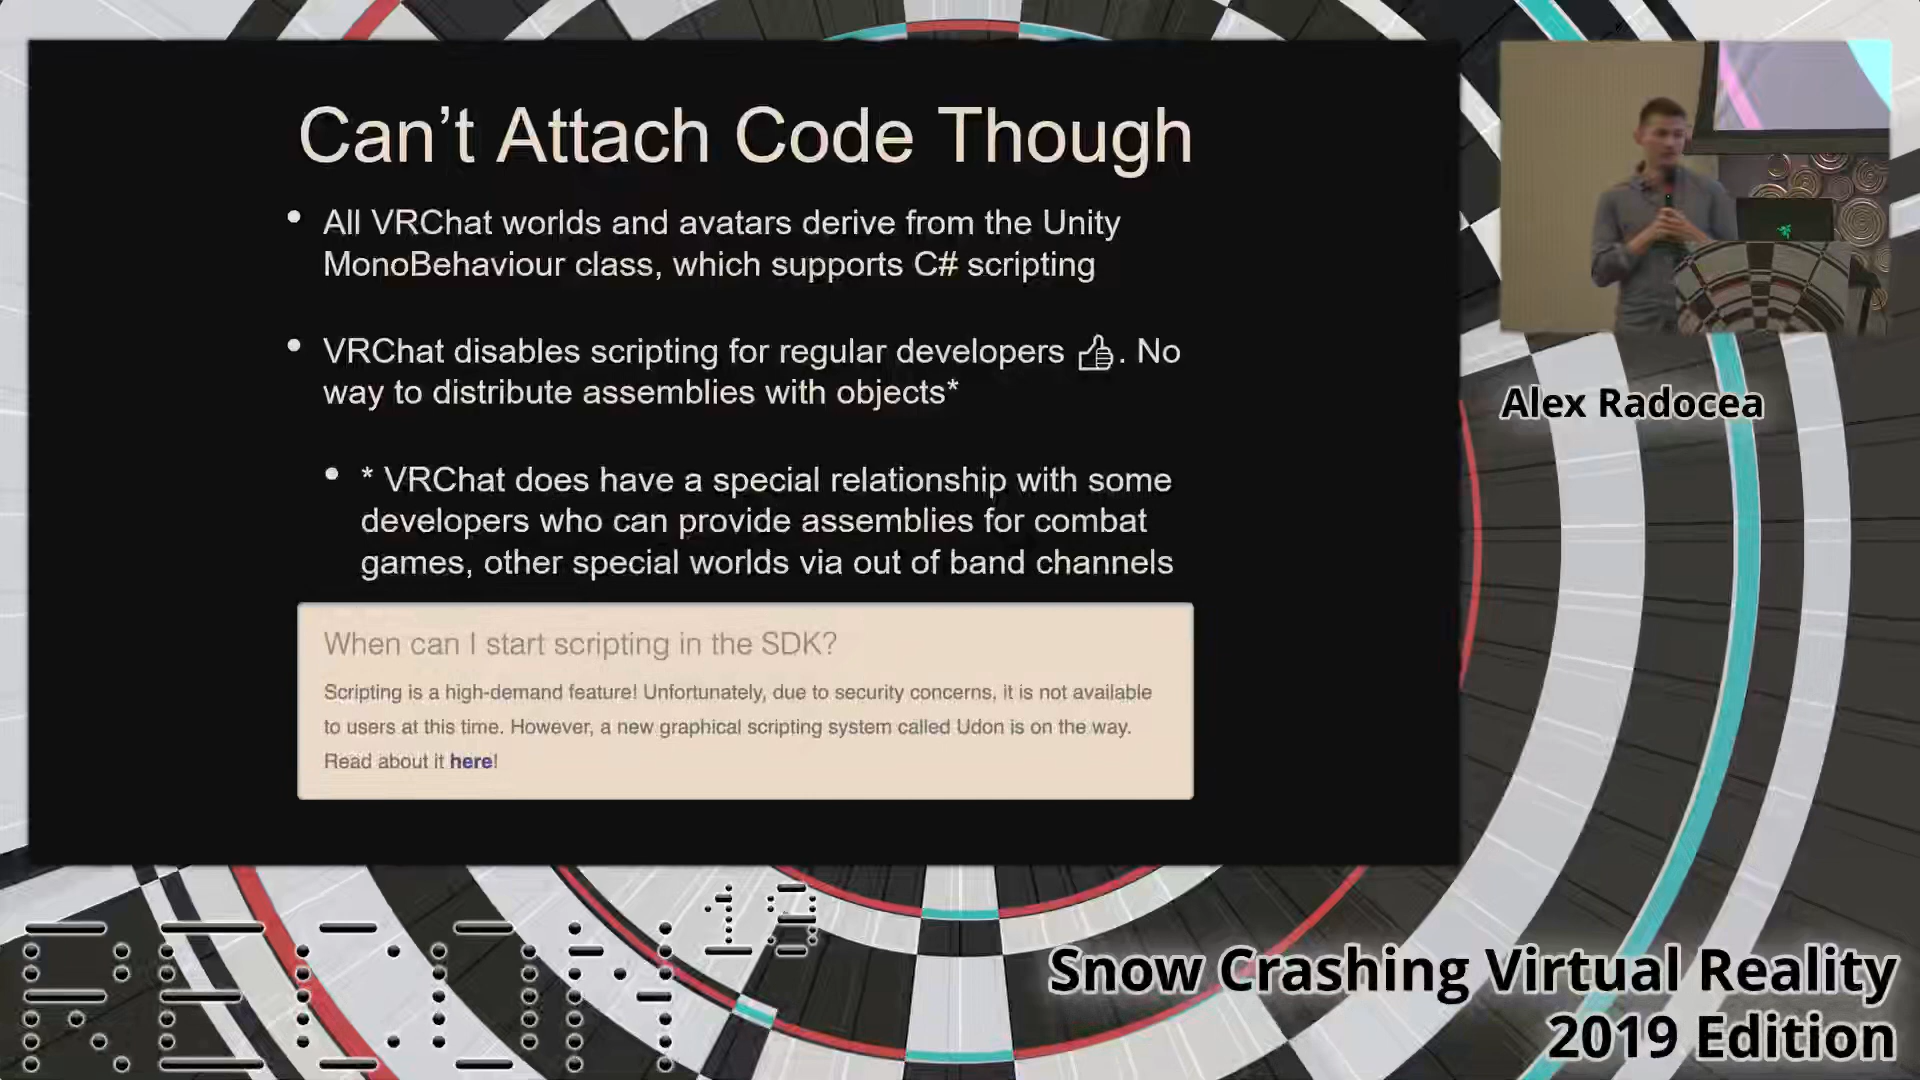 Can’t Attach Code Though
• All VRChat worlds and avatars derive from the Unity
MonoBehaviour class, which supports C# scripting
• VRChat disables scripting for regular developers 👍. No
way to distribute assemblies with objects*
• * VRChat does have a special relationship with some
developers who can provide assemblies for combat
games, other special worlds via out of band channels
When can I start scripting in the SDK?
Scripting is a high-demand feature! Unfortunately, due to security concerns, it is not available
to users at this time. However, a new graphical scripting system called Udon is on the way.
Read about it here!
Alex Radocea
RECON19
Snow Crashing Virtual Reality
2019 Edition